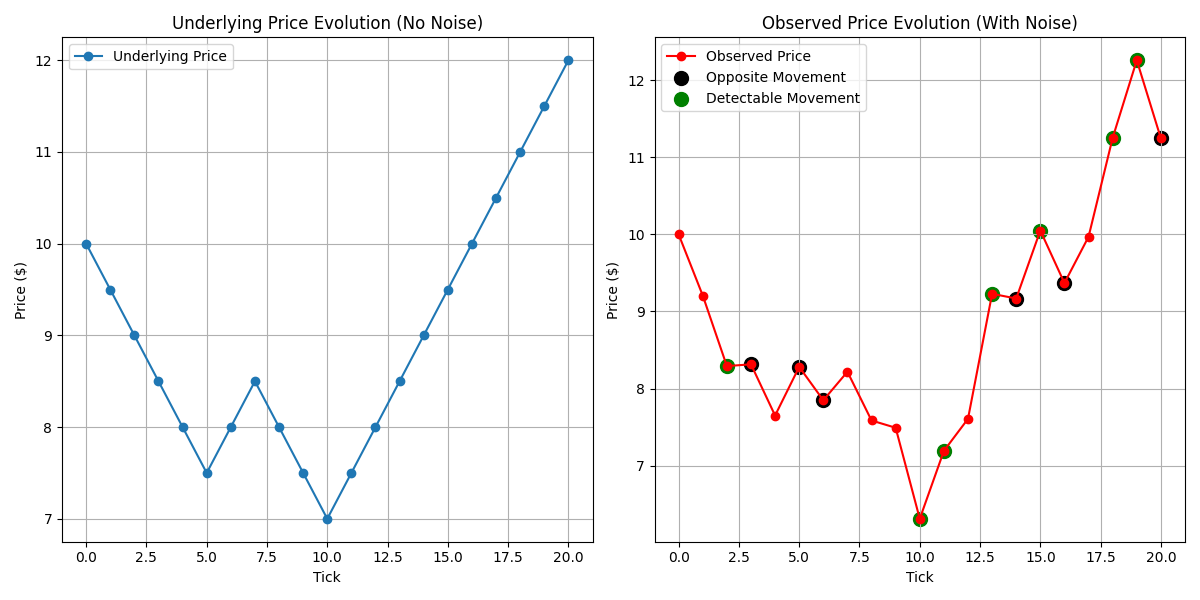 Underlying Price Evolution (No Noise)
Underlying Price
Price ($)
12
11
10
9
8
7
0.0 2.5 5.0 7.5 10.0 12.5 15.0 17.5 20.0
Tick
Observed Price Evolution (With Noise)
Observed Price
Opposite Movement
Detectable Movement
Price ($)
12
11
10
9
8
7
0.0 2.5 5.0 7.5 10.0 12.5 15.0 17.5 20.0
Tick